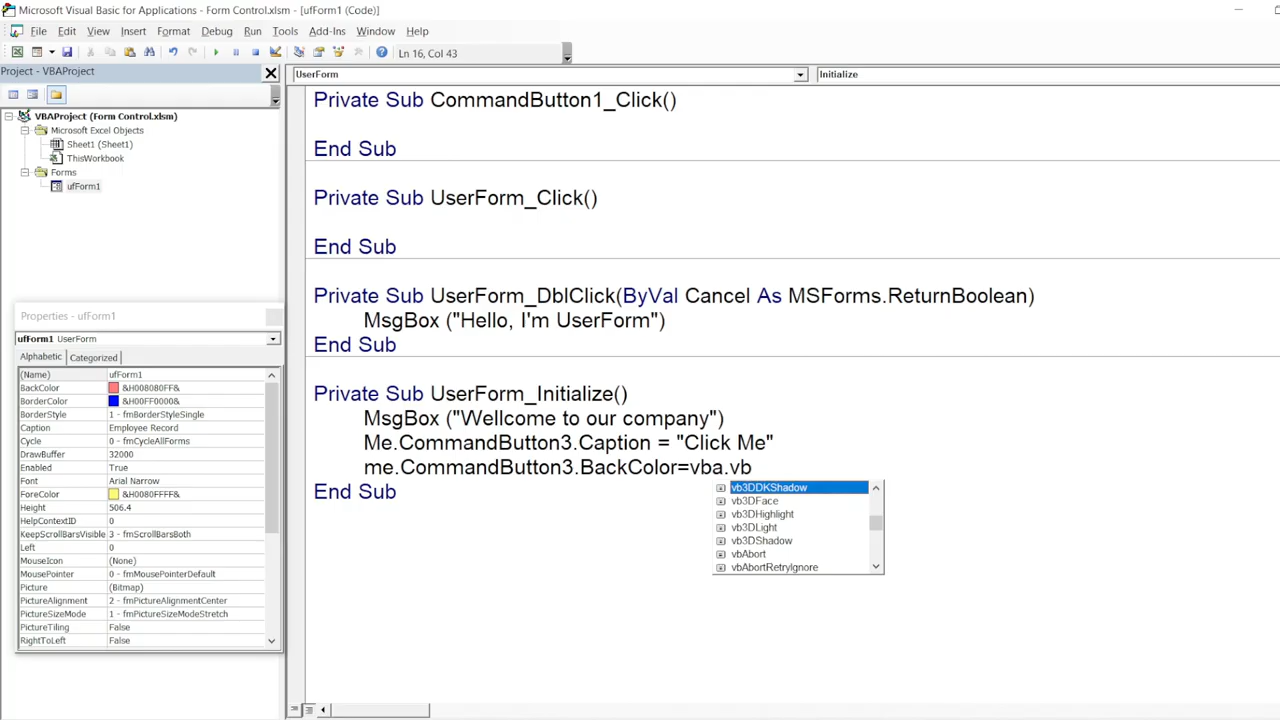 Microsoft Visual Basic for Applications - Form Control.xlsm - [ufForm1 (Code)]
File Edit View Insert Format Debug Run Tools Add-Ins Window Help
Ln 16, Col 43
Project - VBAProject
VBAProject (Form Control.xlsm)
Microsoft Excel Objects
Sheet1 (Sheet1)
ThisWorkbook
Forms
ufForm1
Properties - ufForm1
ufForm1 UserForm
Alphabetic Categorized
(Name) ufForm1
BackColor &H008080FF&
BorderColor &H00FF0000&
BorderStyle 1 - fmBorderStyleSingle
Caption Employee Record
Cycle 0 - fmCycleAllForms
DrawBuffer 32000
Enabled True
Font Arial Narrow
ForeColor &H0080FFFF&
Height 506.4
HelpContextID 0
KeepScrollBarsVisible 3 - fmScrollBarsBoth
Left 0
MouseIcon (None)
MousePointer 0 - fmMousePointerDefault
Picture (Bitmap)
PictureAlignment 2 - fmPictureAlignmentCenter
PictureSizeMode 1 - fmPictureSizeModeStretch
PictureTiling False
RightToLeft False
UserForm Initialize
Private Sub CommandButton1_Click()
End Sub
Private Sub UserForm_Click()
End Sub
Private Sub UserForm_DblClick(ByVal Cancel As MSForms.ReturnBoolean)
MsgBox ("Hello, I'm UserForm")
End Sub
Private Sub UserForm_Initialize()
MsgBox ("Wellcome to our company")
Me.CommandButton3.Caption = "Click Me"
me.CommandButton3.BackColor=vba.vb
End Sub
vb3DDKShadow
vb3DFace
vb3DHighlight
vb3DLight
vb3DShadow
vbAbort
vbAbortRetryIgnore